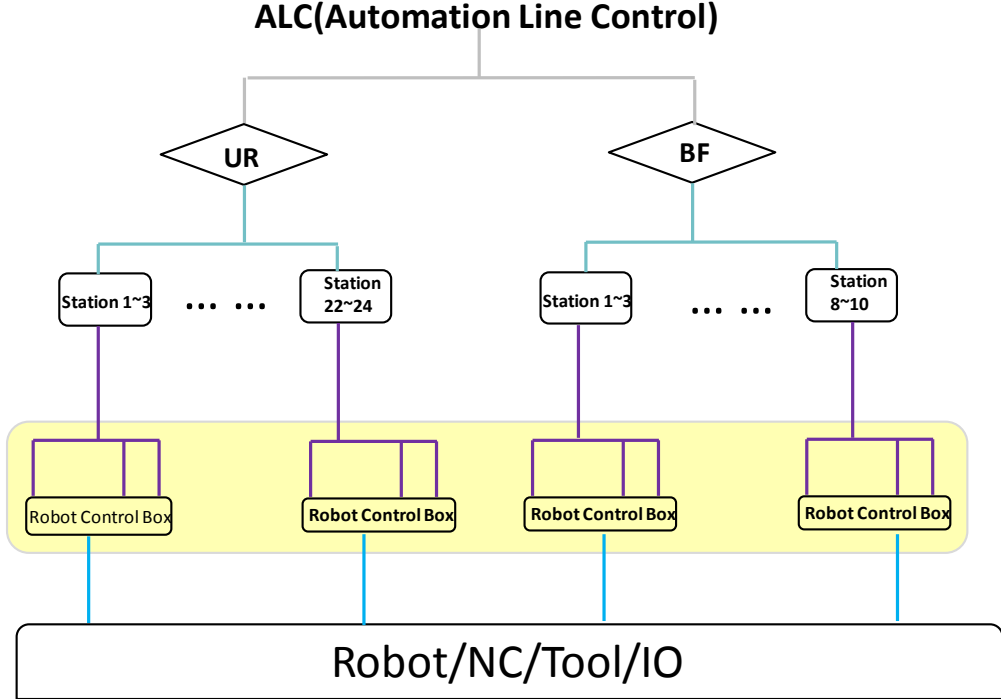 ALC(Automation Line Control)
UR
BF
Station 1~3
... ...
Station
22~24
Station 1~3
... ...
Station
8~10
Robot Control Box
Robot Control Box
Robot Control Box
Robot Control Box
Robot/NC/Tool/IO